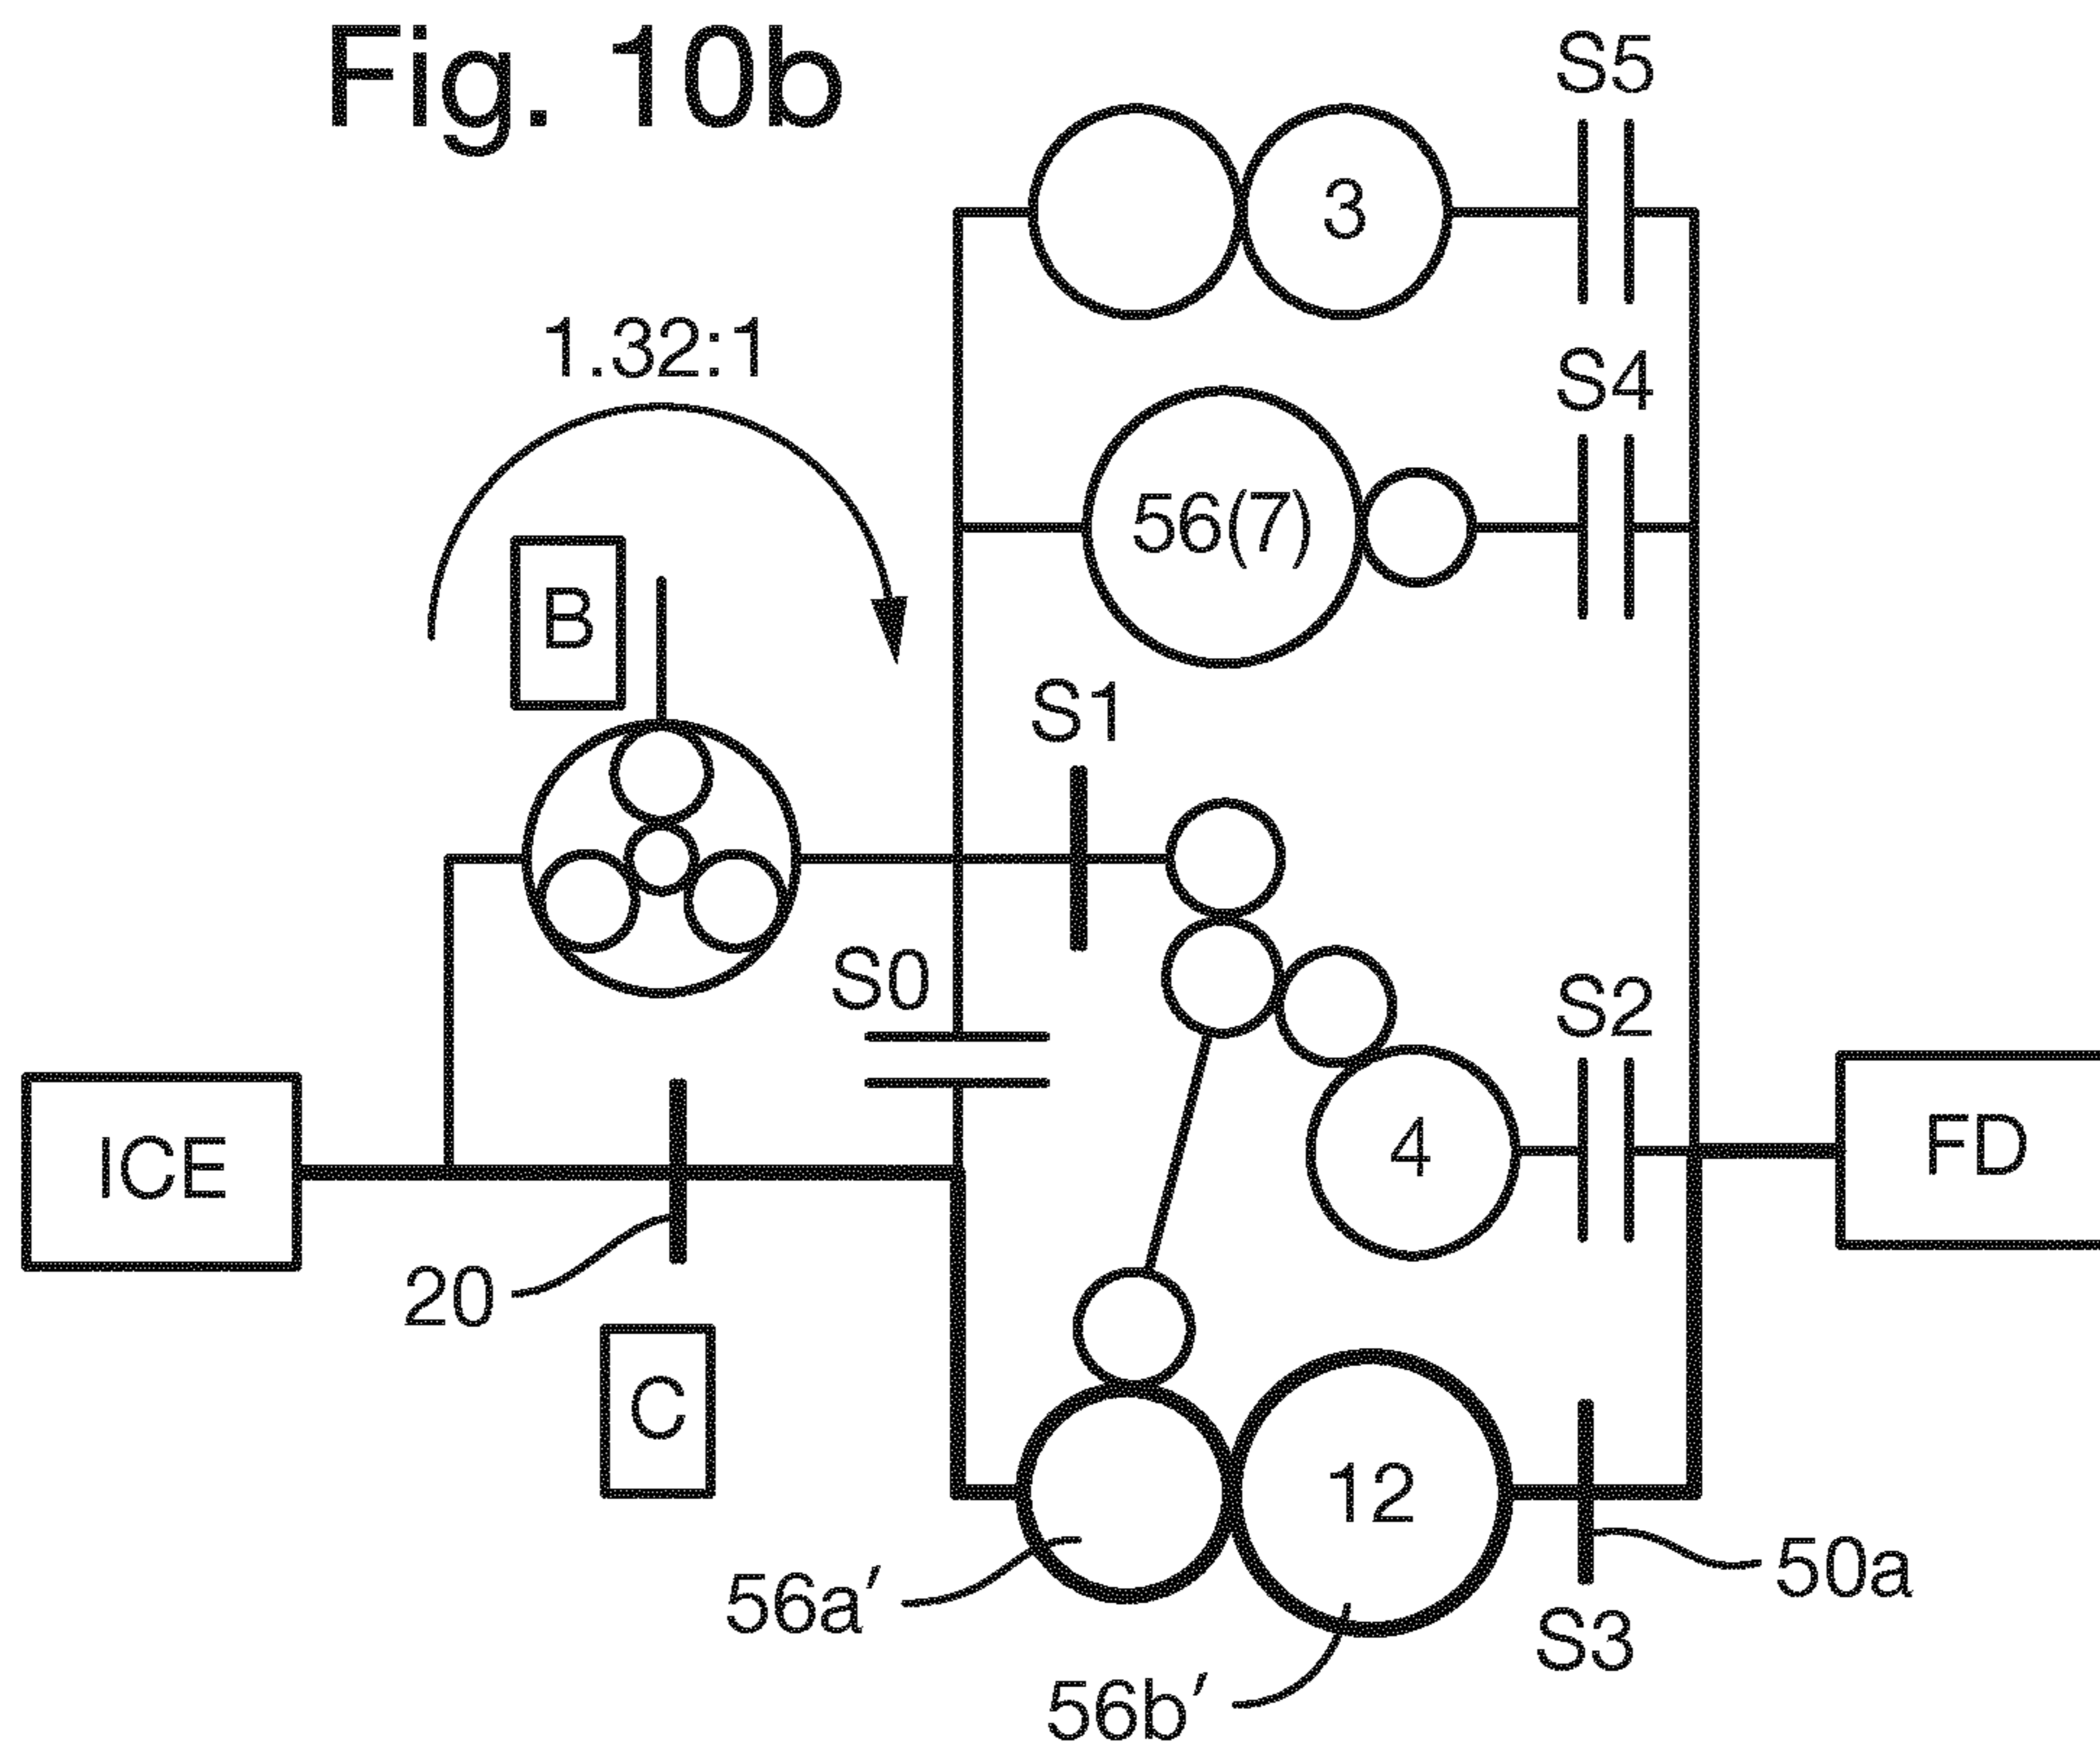 Fig. 10b
S5
3
1.32:1
S4
56(7)
B
S1
S0
S2
ICE
4
FD
20
C
12
56a′
50a
S3
56b′